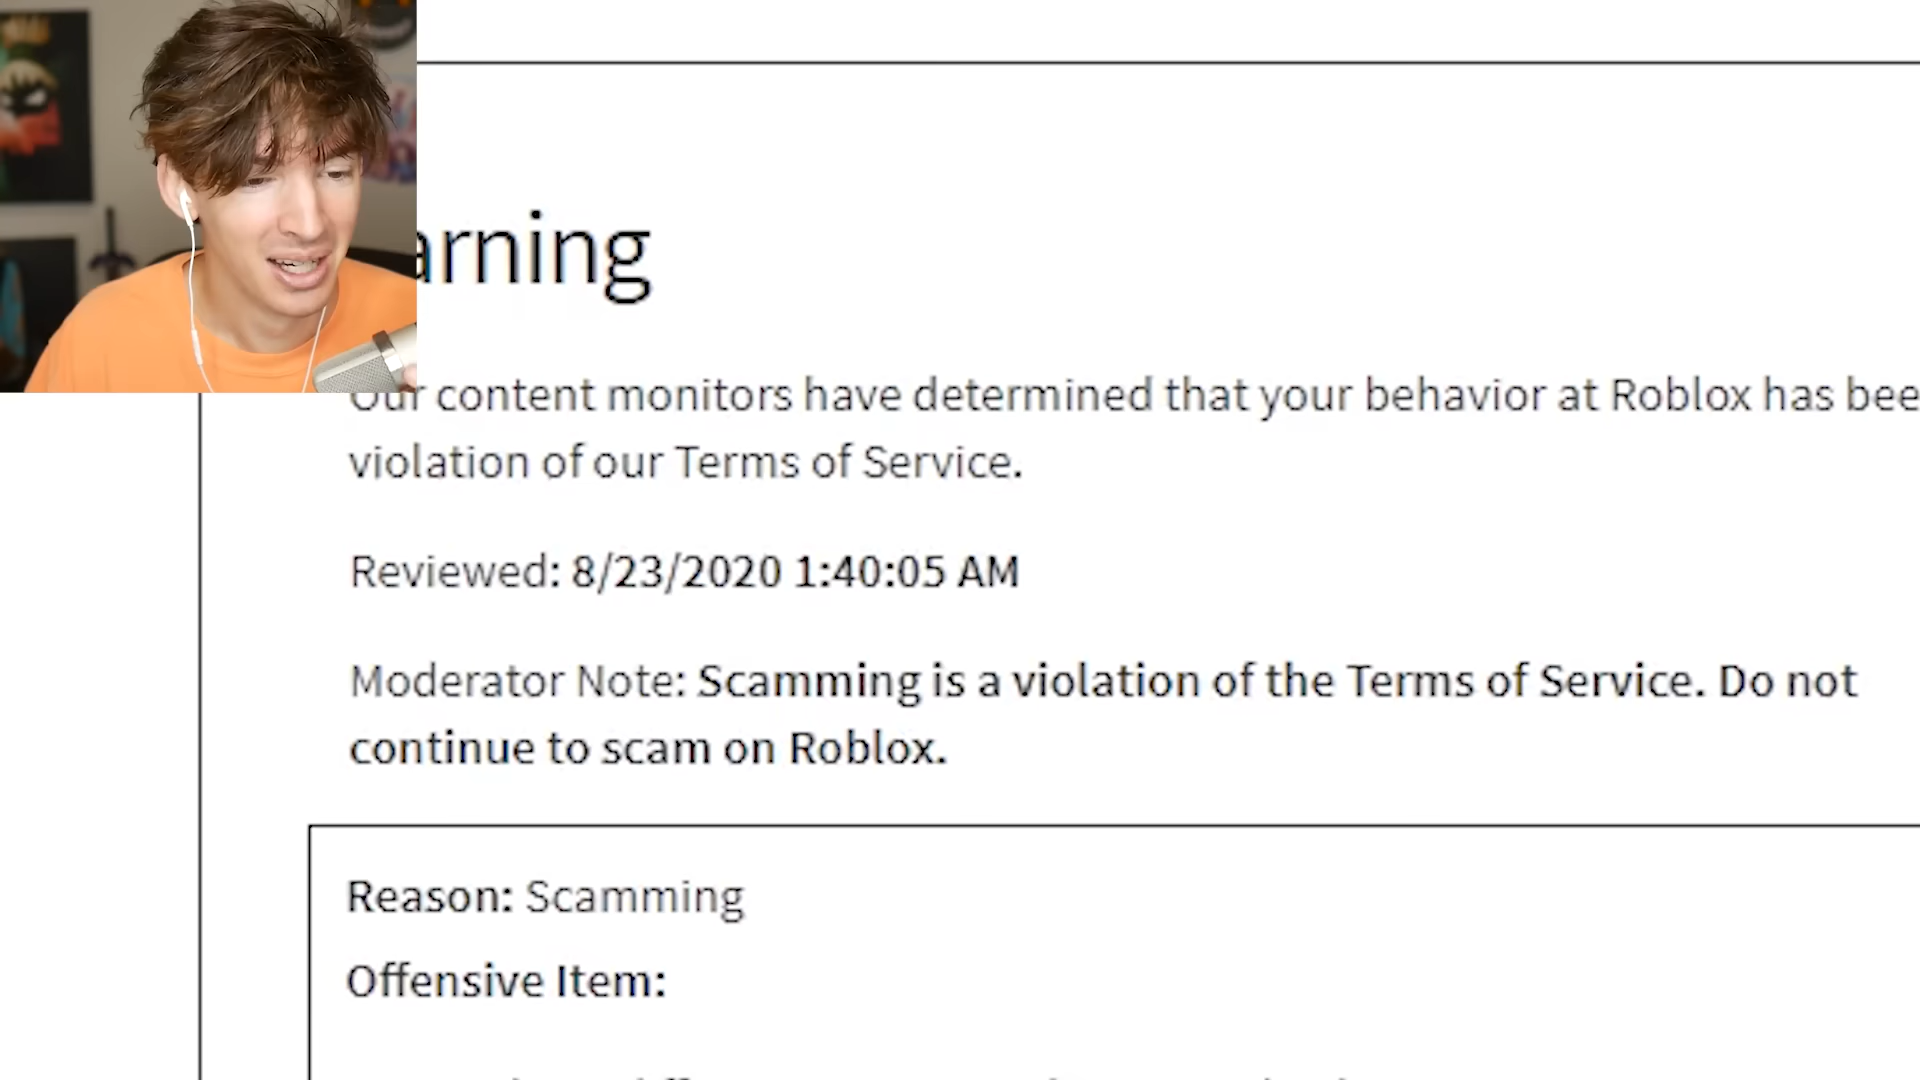 arning
Our content monitors have determined that your behavior at Roblox has bee
violation of our Terms of Service.
Reviewed: 8/23/2020 1:40:05 AM
Moderator Note: Scamming is a violation of the Terms of Service. Do not
continue to scam on Roblox.
Reason: Scamming
Offensive Item: